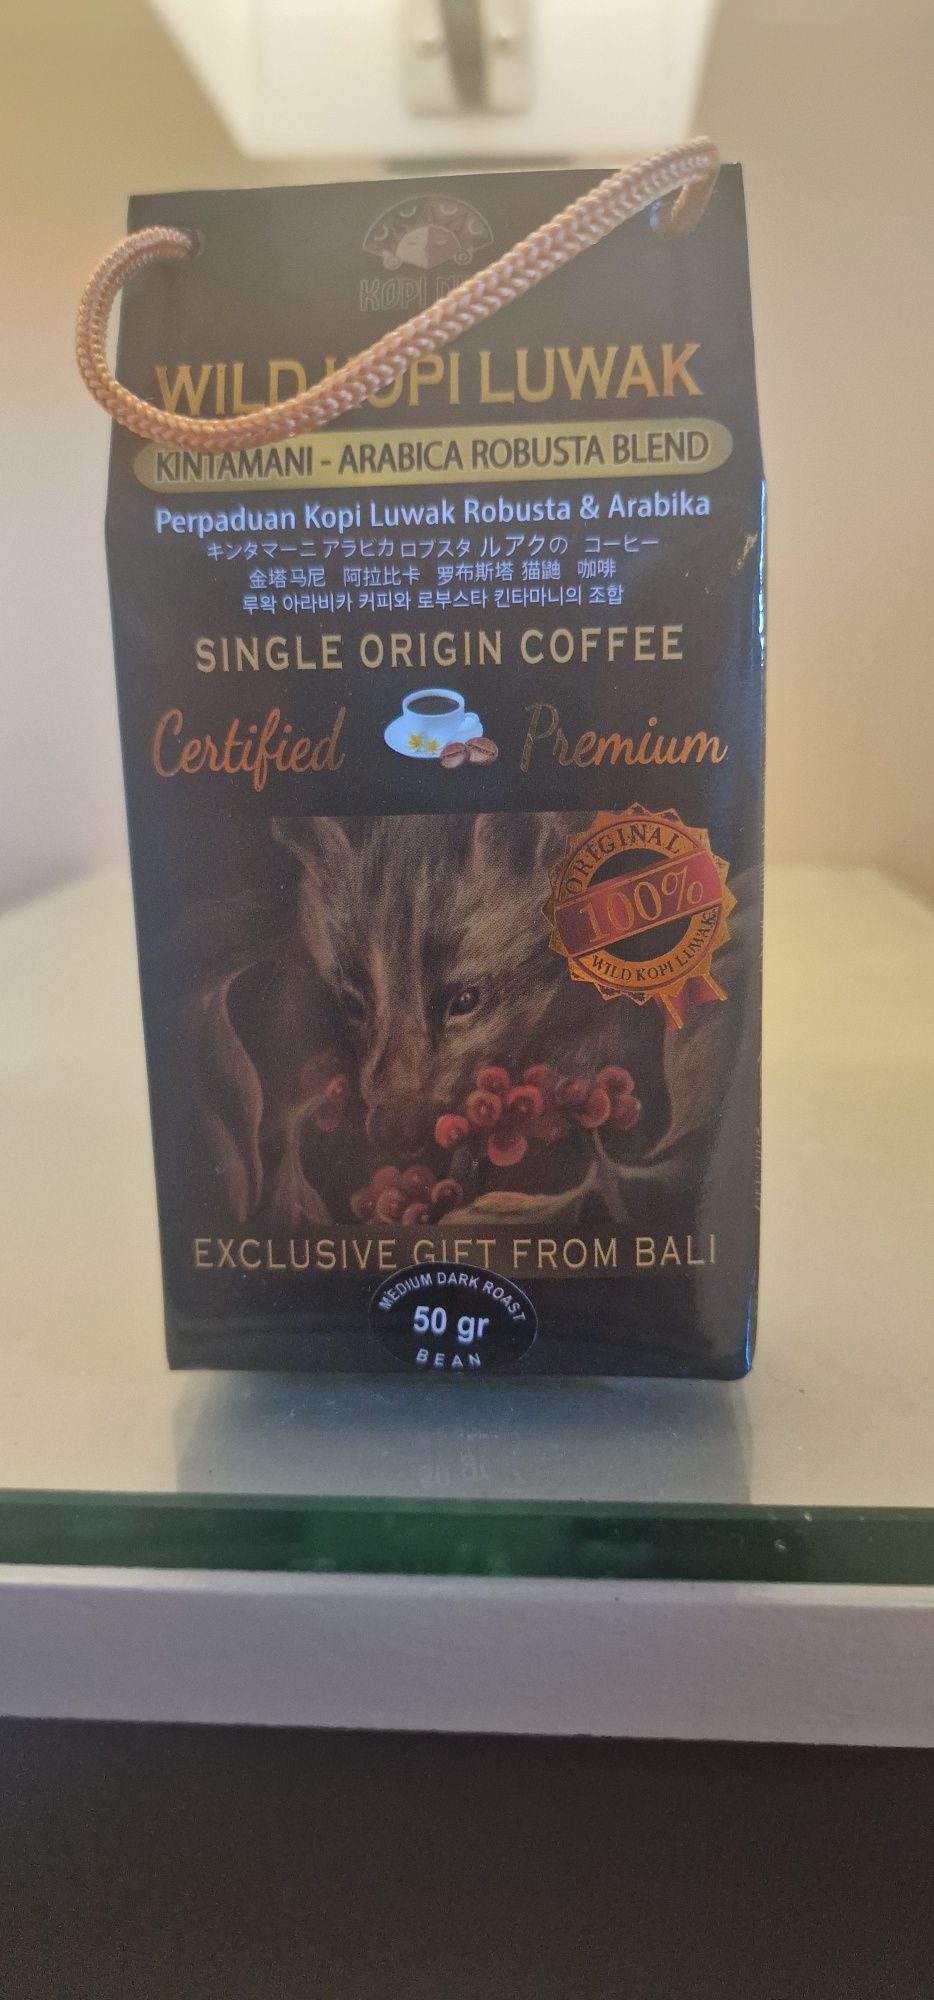 KOPI
WILD KOPI LUWAK
KINTAMANI - ARABICA ROBUSTA BLEND
Perpaduan Kopi Luwak Robusta & Arabika
キンタマーニ アラビカ ロブスタ ルアクの コーヒー
金塔马尼 阿拉比卡 罗布斯塔 猫鼬 咖啡
루왁 아라비카 커피와 로부스타 킨타마니의 조합
SINGLE ORIGIN COFFEE
Certified Premium
ORIGINAL
100%
WILD KOPI LUWAK
EXCLUSIVE GIFT FROM BALI
MEDIUM DARK ROAST
50 gr
BEAN